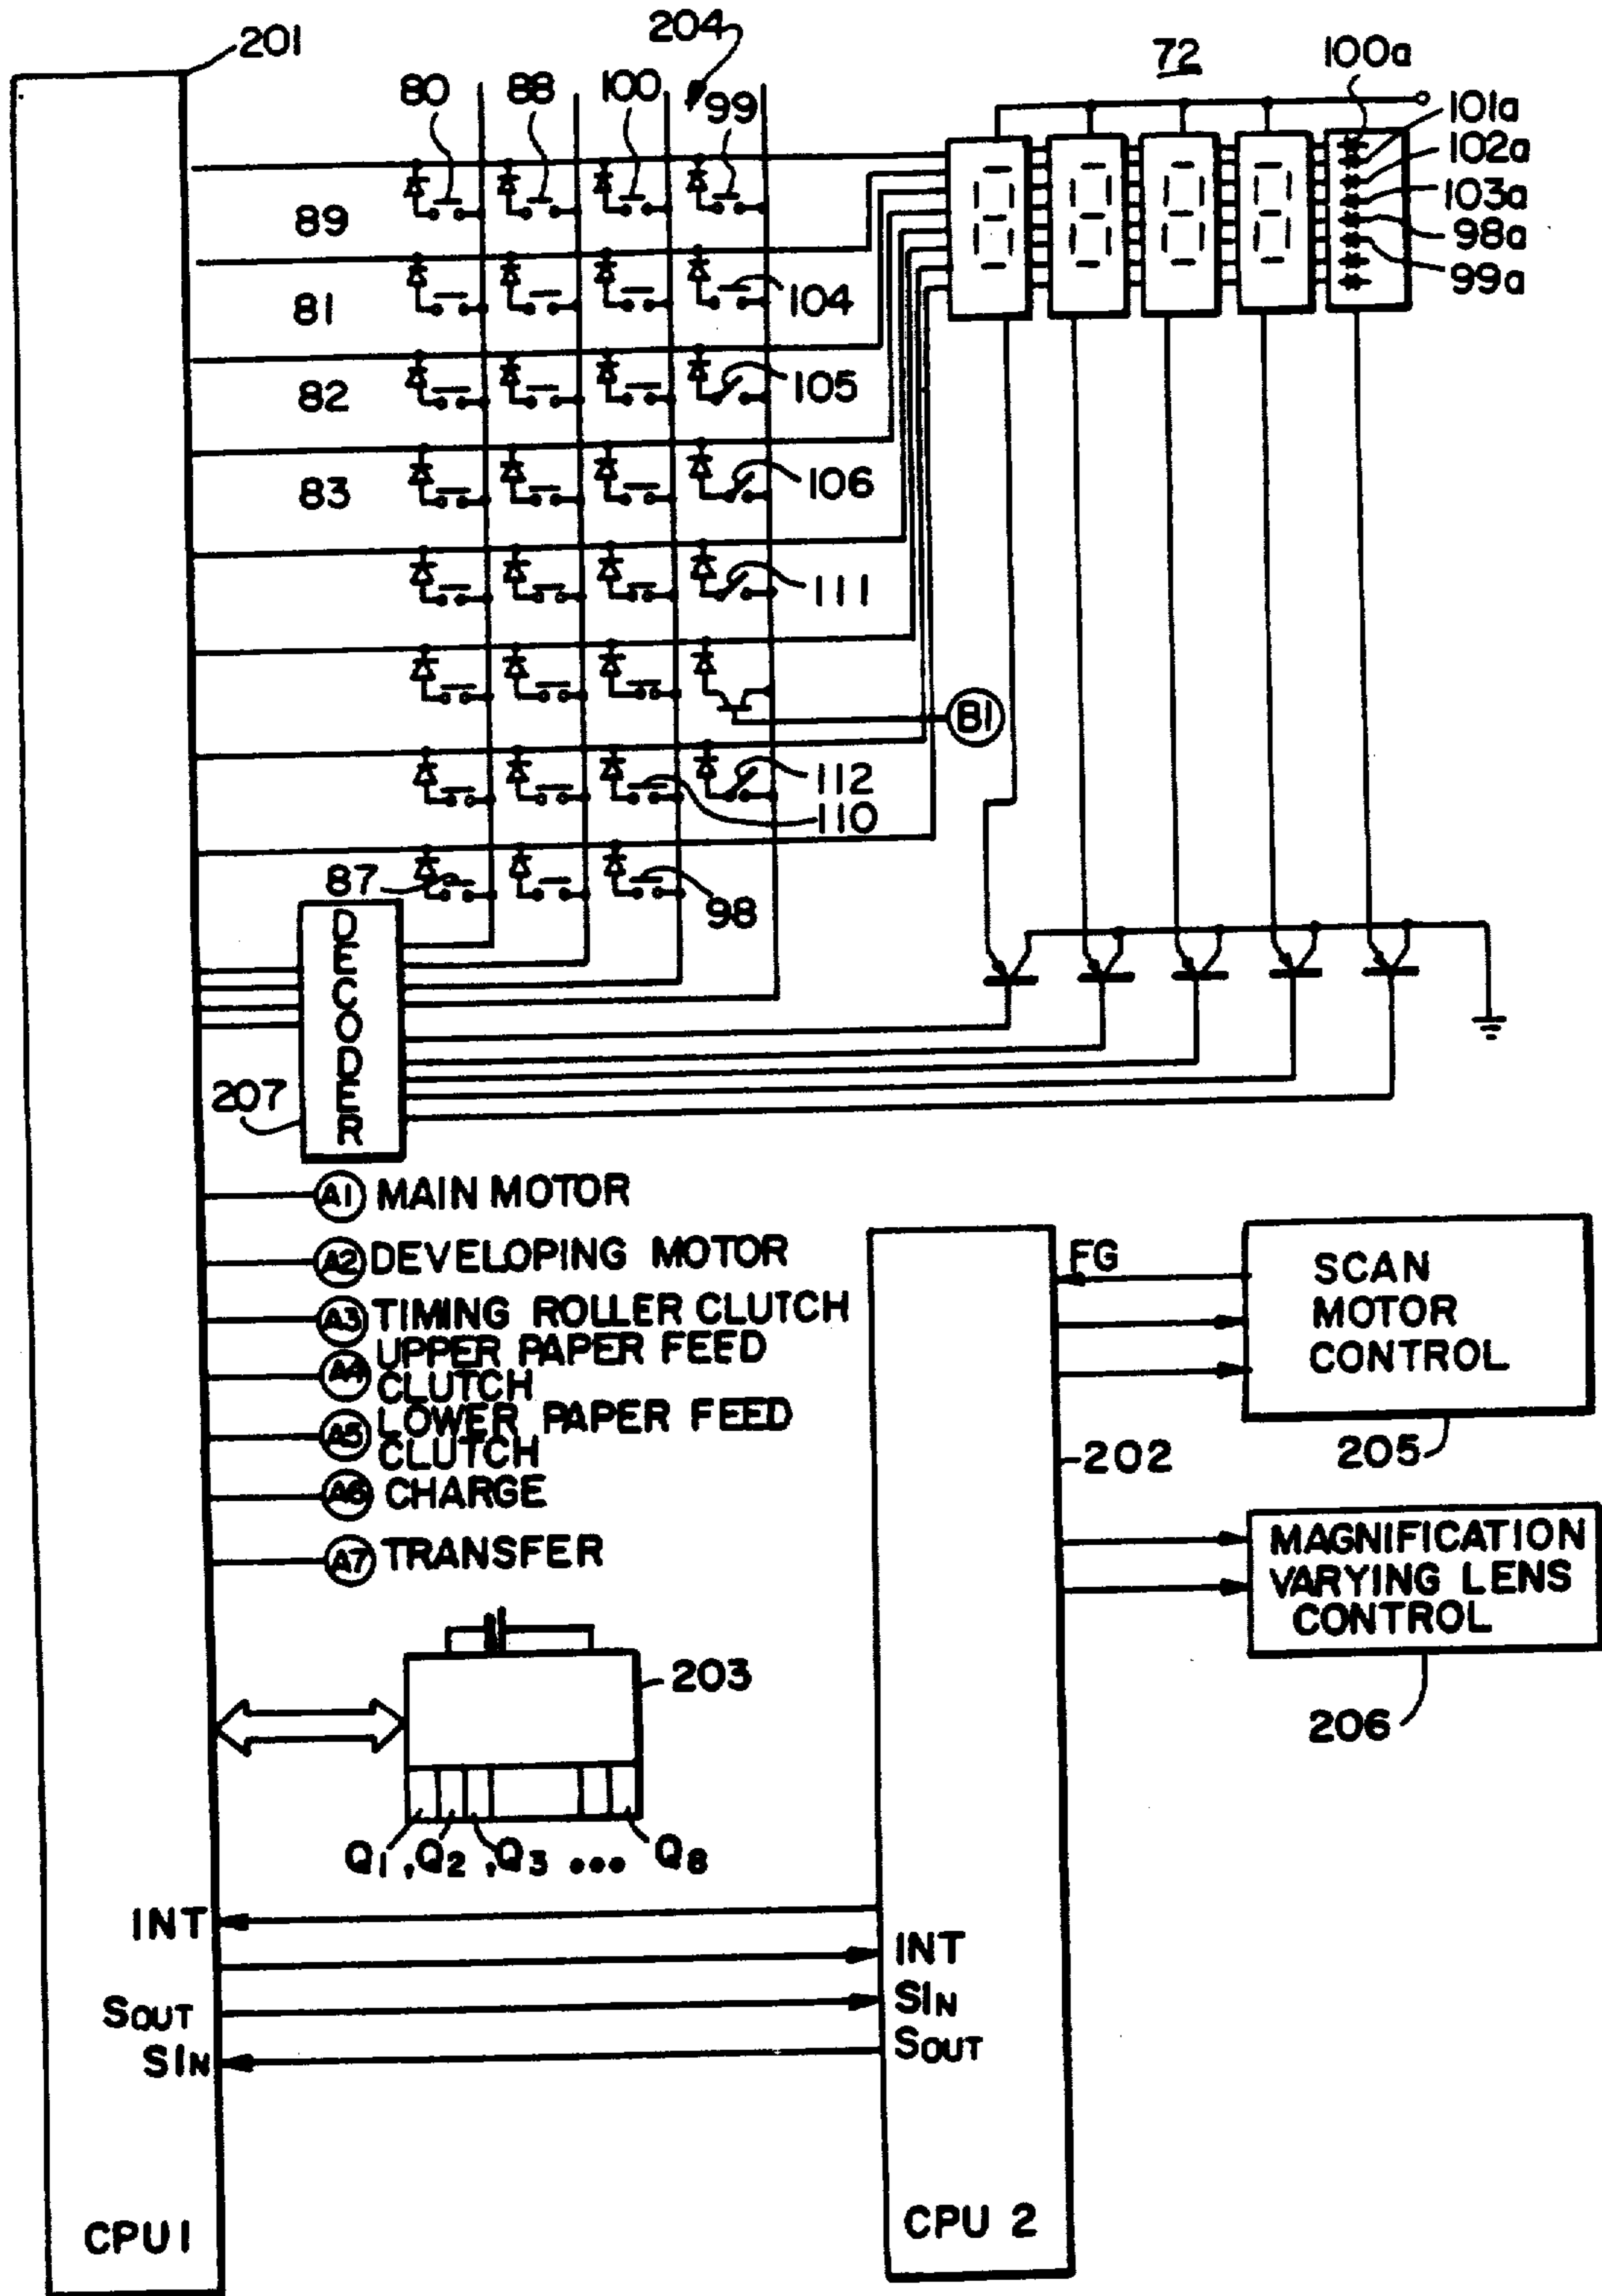 201
204
72
100a
80
88
100
99
101a
102a
103a
98a
99a
89
81
104
82
105
83
106
111
B1
112
110
87
98
DECODER
207
A1 MAIN MOTOR
A2 DEVELOPING MOTOR
A3 TIMING ROLLER CLUTCH
A4 UPPER PAPER FEED
CLUTCH
A5 LOWER PAPER FEED
CLUTCH
A6 CHARGE
A7 TRANSFER
FG
SCAN
MOTOR
CONTROL
205
202
MAGNIFICATION
VARYING LENS
CONTROL
206
203
Q1, Q2, Q3 ... Q8
INT
INT
SOUT
SIN
SIN
SOUT
CPU1
CPU 2